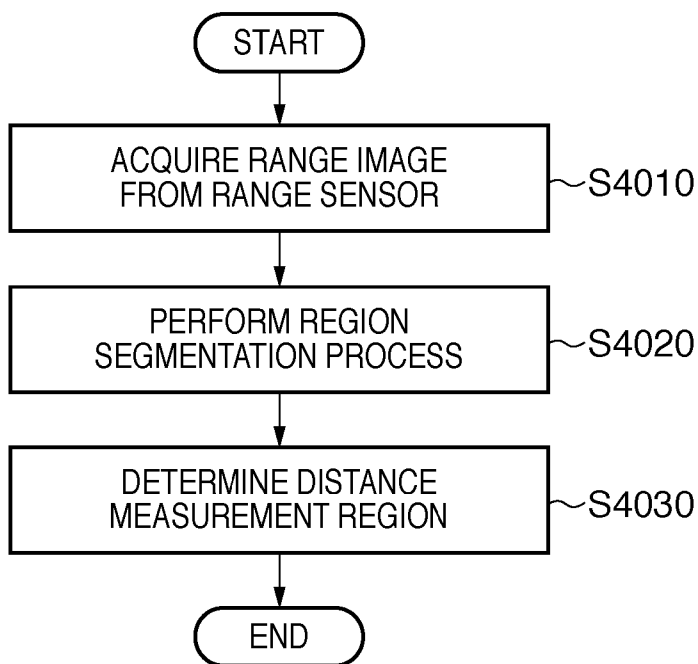 START
ACQUIRE RANGE IMAGE
FROM RANGE SENSOR
S4010
PERFORM REGION
SEGMENTATION PROCESS
S4020
DETERMINE DISTANCE
MEASUREMENT REGION
S4030
END